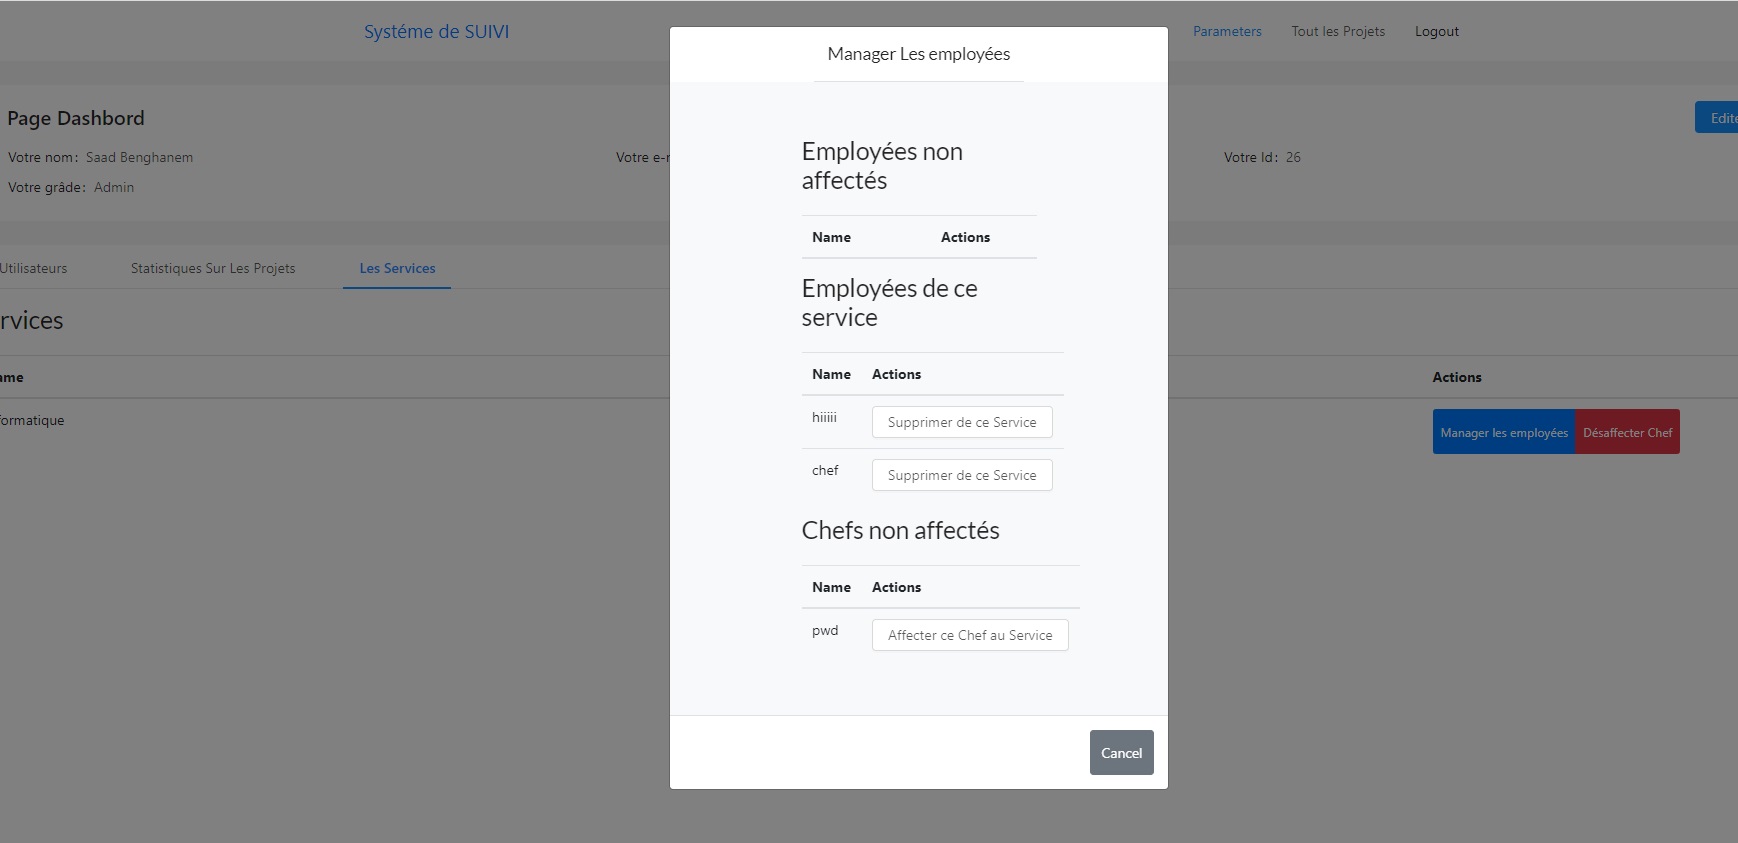 Systéme de SUIVI
Parameters
Tout les Projets
Logout
Manager Les employées
Page Dashbord
Edite
Votre nom: Saad Benghanem
Votre e-r
Votre Id: 26
Votre grâde: Admin
Employées non
affectés
Name Actions
Utilisateurs
Statistiques Sur Les Projets
Les Services
Employées de ce
service
rvices
Name Actions
ame
Actions
hiiiii Supprimer de ce Service
formatique
Manager les employées
Désaffecter Chef
chef Supprimer de ce Service
Chefs non affectés
Name Actions
pwd Affecter ce Chef au Service
Cancel